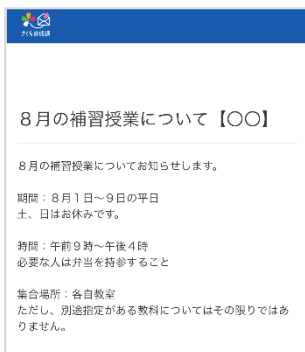 さくら連絡網
8月の補習授業について【〇〇】
8月の補習授業についてお知らせします。
期間：8月1日～9日の平日
土、日はお休みです。
時間：午前9時～午後4時
必要な人は弁当を持参すること
集合場所：各自教室
ただし、別途指定がある教科についてはその限りではあ
りません。